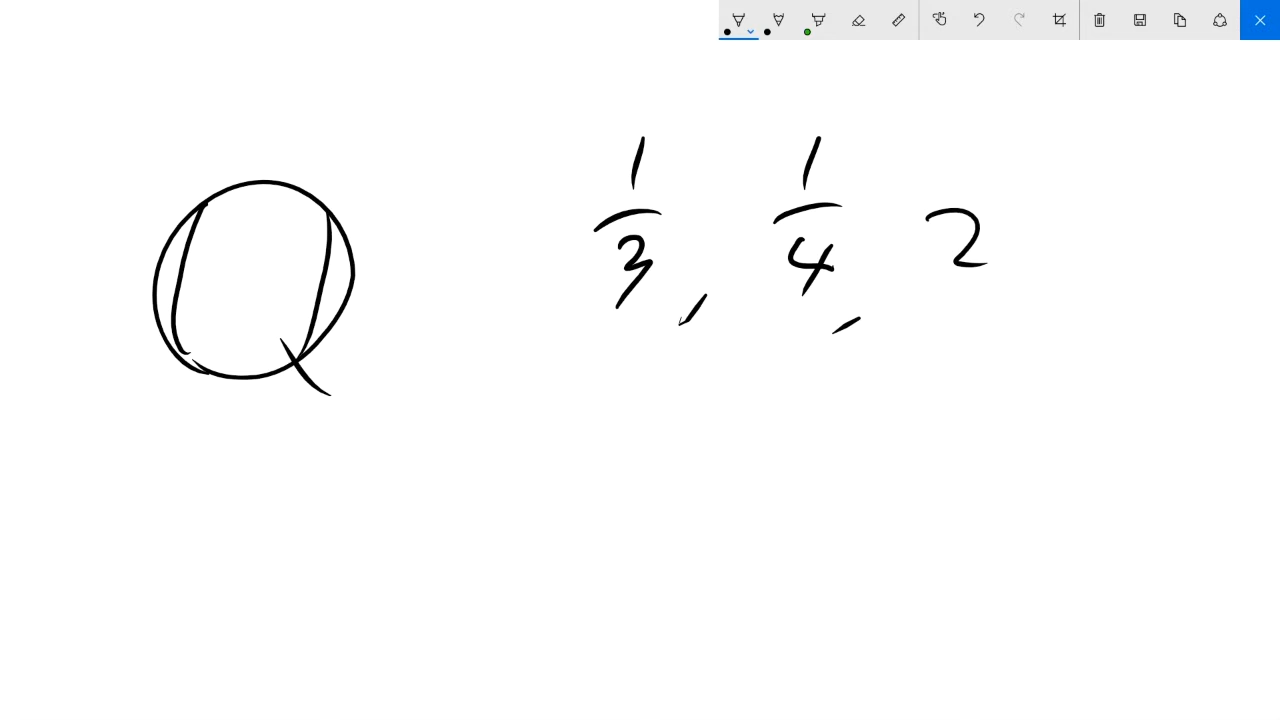 ℚ 1/3, 1/4, 2